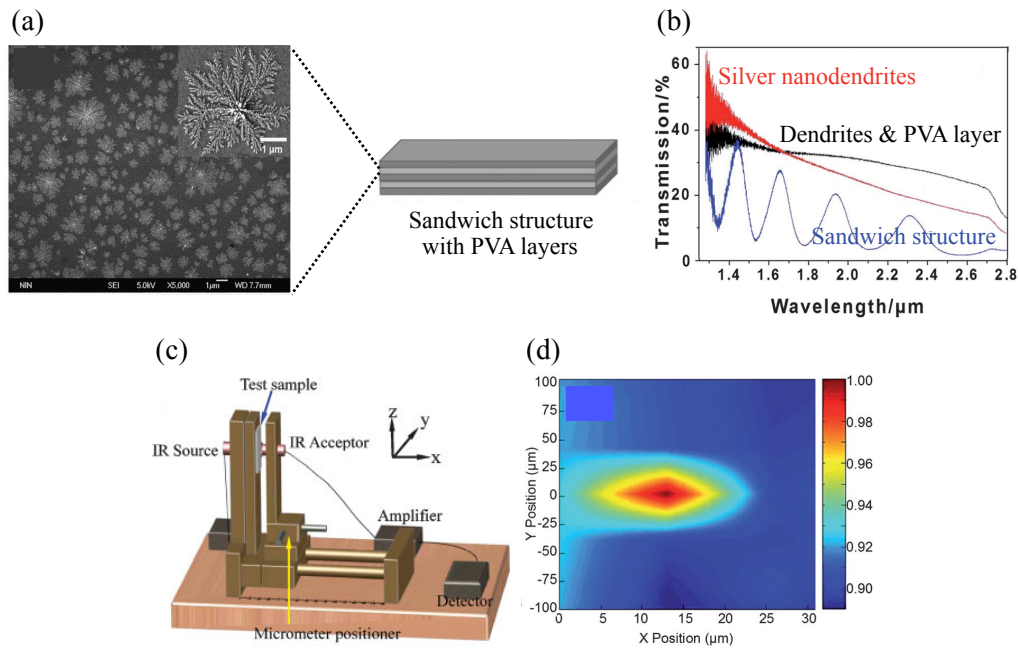 (a)
1 μm
NIN SEI 5.0kV X5,000 1μm WD 7.7mm
Sandwich structure
with PVA layers
(b)
Transmission/%
60
40
20
0
Silver nanodendrites
Dendrites & PVA layer
Sandwich structure
1.4 1.6 1.8 2.0 2.2 2.4 2.6 2.8
Wavelength/μm
(c)
Test sample
IR Source
IR Acceptor
z
y
x
Amplifier
Detector
Micrometer positioner
(d)
Y Position (μm)
100
75
50
25
0
-25
-50
-75
-100
0 5 10 15 20 25 30
X Position (μm)
1.00
0.98
0.96
0.94
0.92
0.90